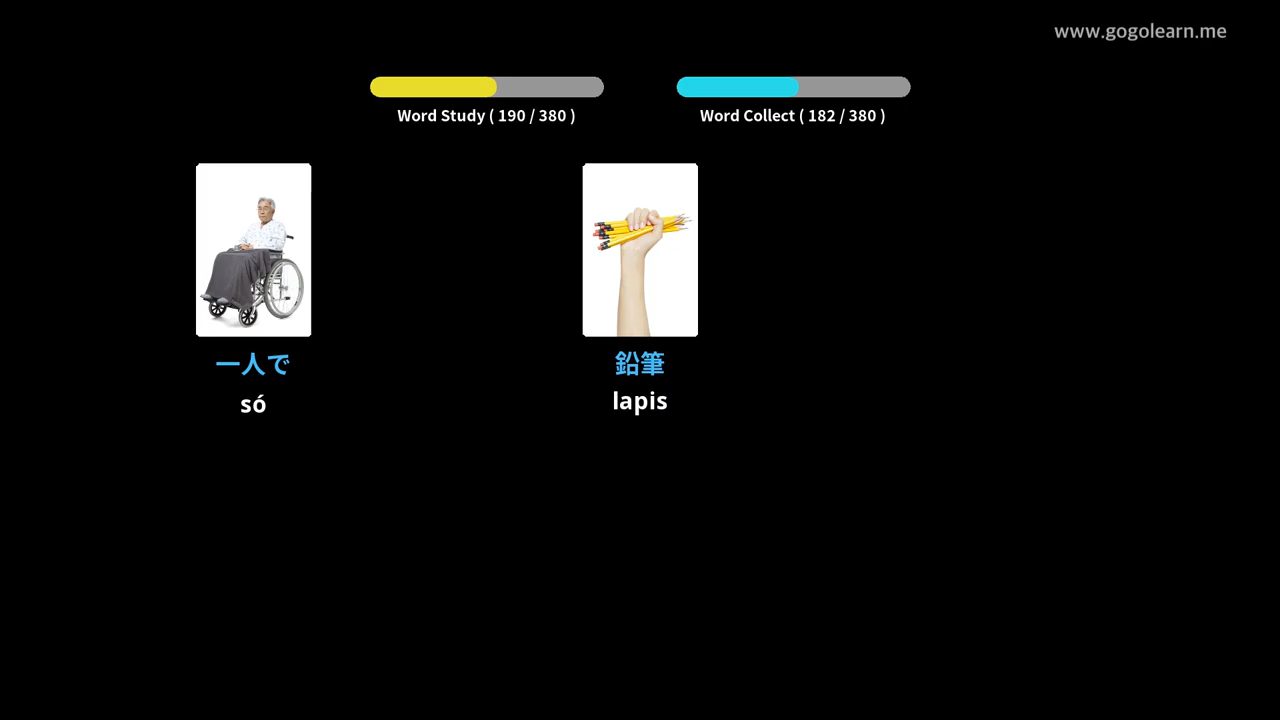 www.gogolearn.me
Word Study ( 190 / 380 )
Word Collect ( 182 / 380 )
一人で
só
鉛筆
lapis